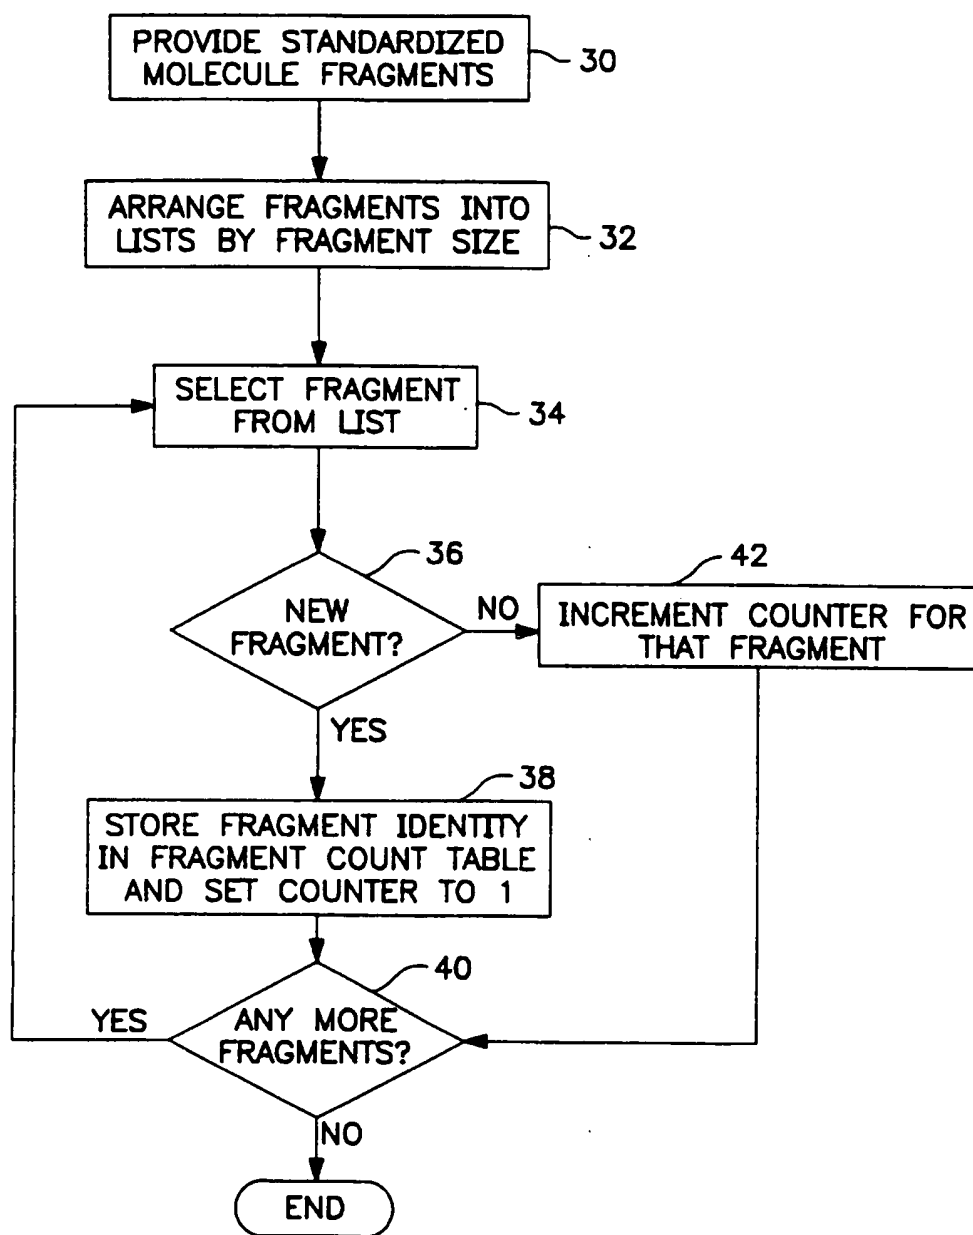 PROVIDE STANDARDIZED
MOLECULE FRAGMENTS
30
ARRANGE FRAGMENTS INTO
LISTS BY FRAGMENT SIZE
32
SELECT FRAGMENT
FROM LIST
34
36
NEW
FRAGMENT?
NO
42
INCREMENT COUNTER FOR
THAT FRAGMENT
YES
38
STORE FRAGMENT IDENTITY
IN FRAGMENT COUNT TABLE
AND SET COUNTER TO 1
40
YES
ANY MORE
FRAGMENTS?
NO
END